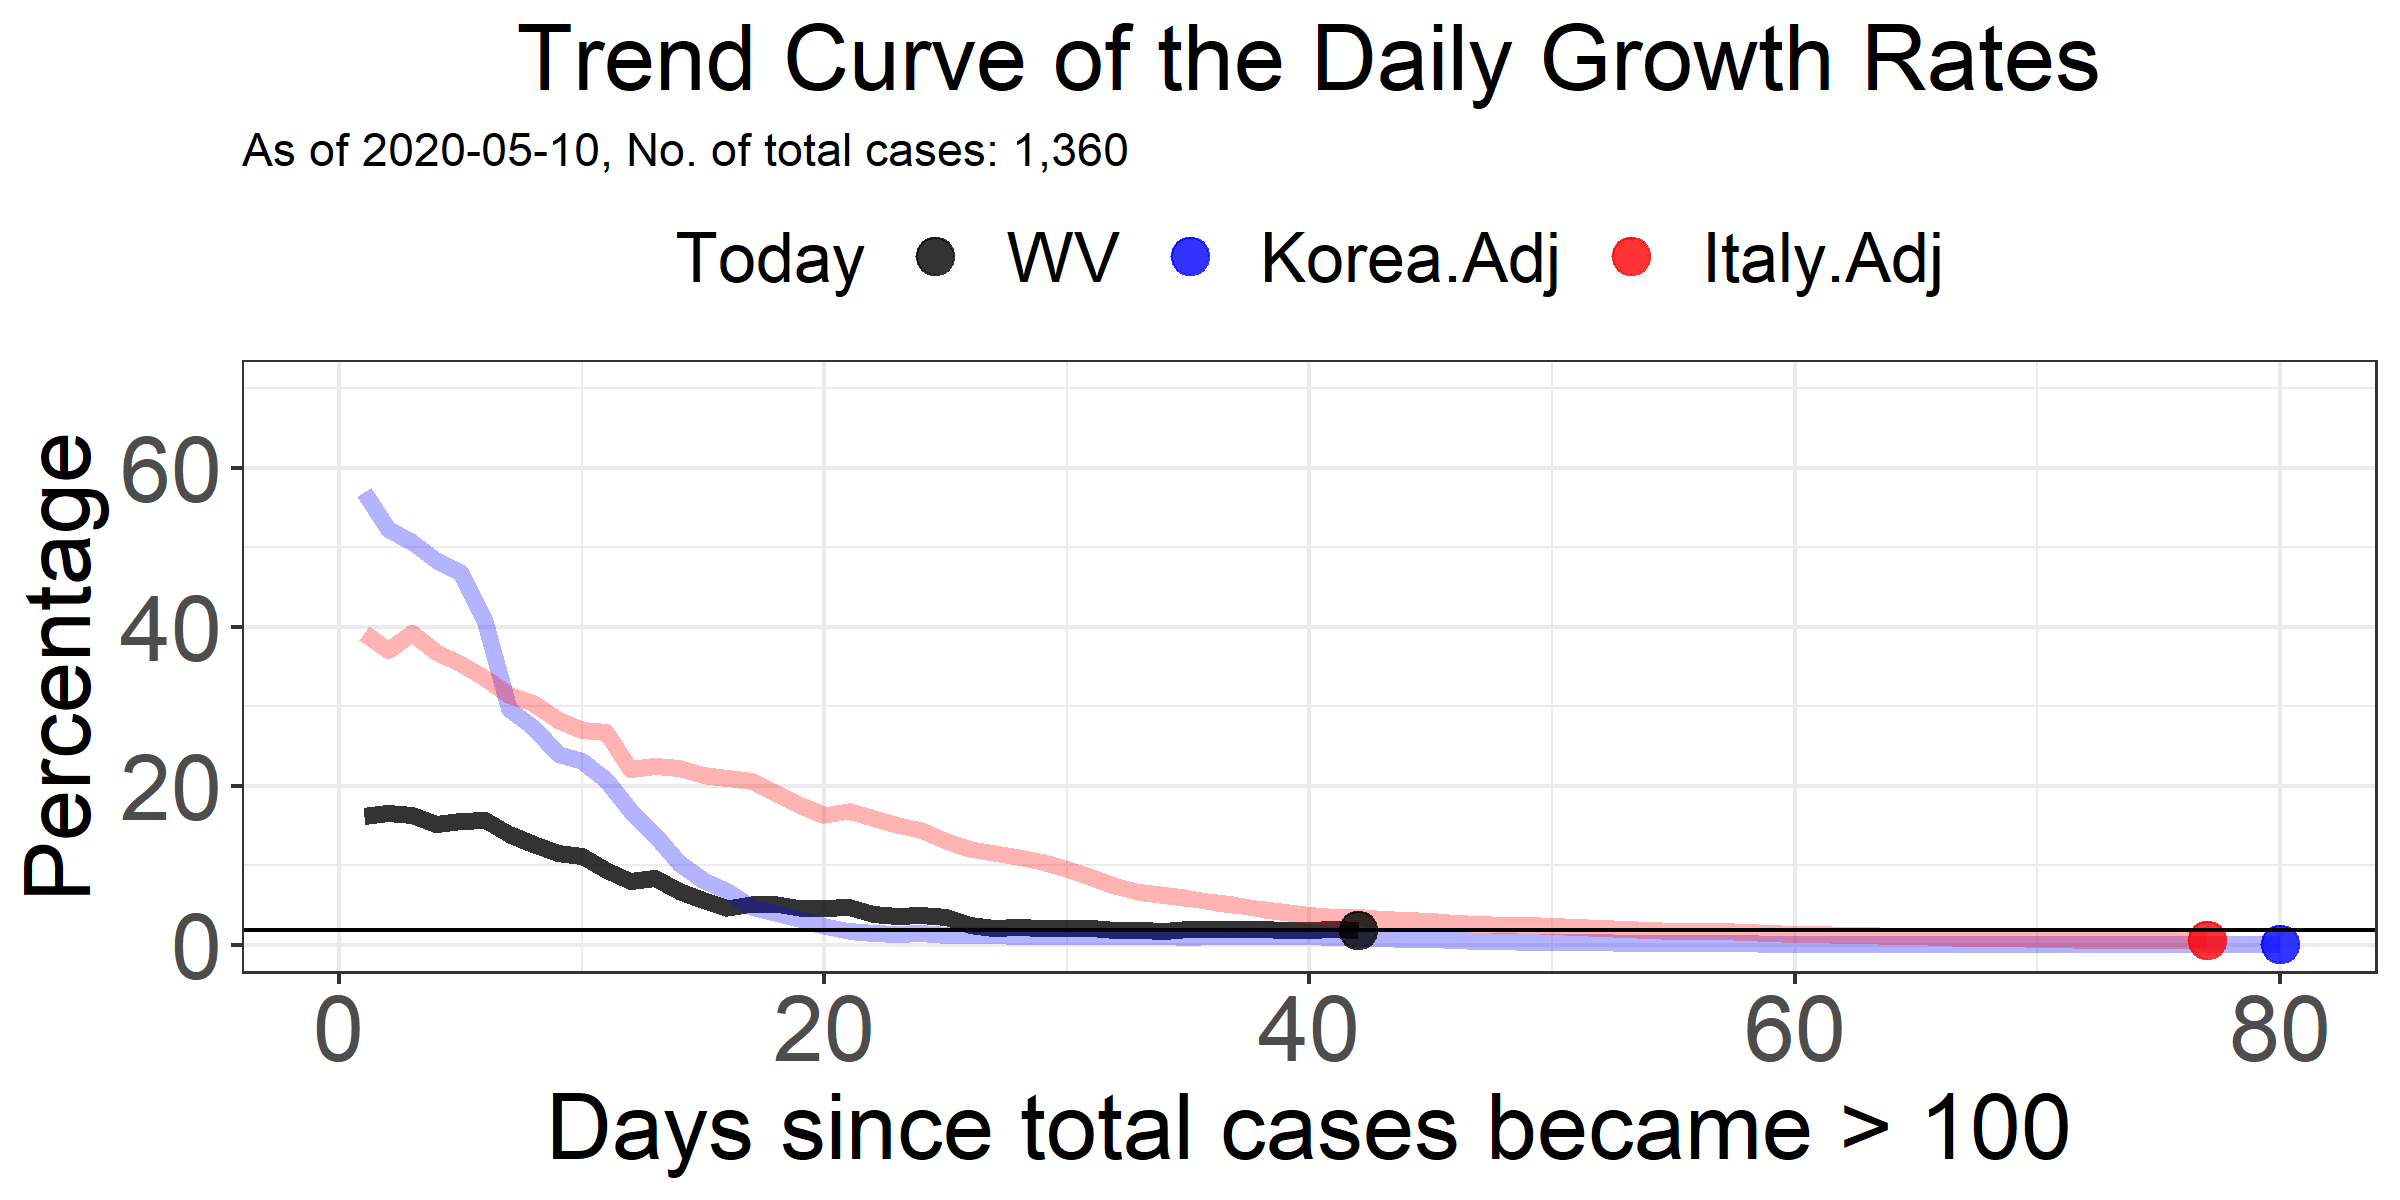 Trend Curve of the Daily Growth Rates
As of 2020-05-10, No. of total cases: 1,360
Today WV Korea.Adj Italy.Adj
Percentage
60
40
20
0
0 20 40 60 80
Days since total cases became > 100